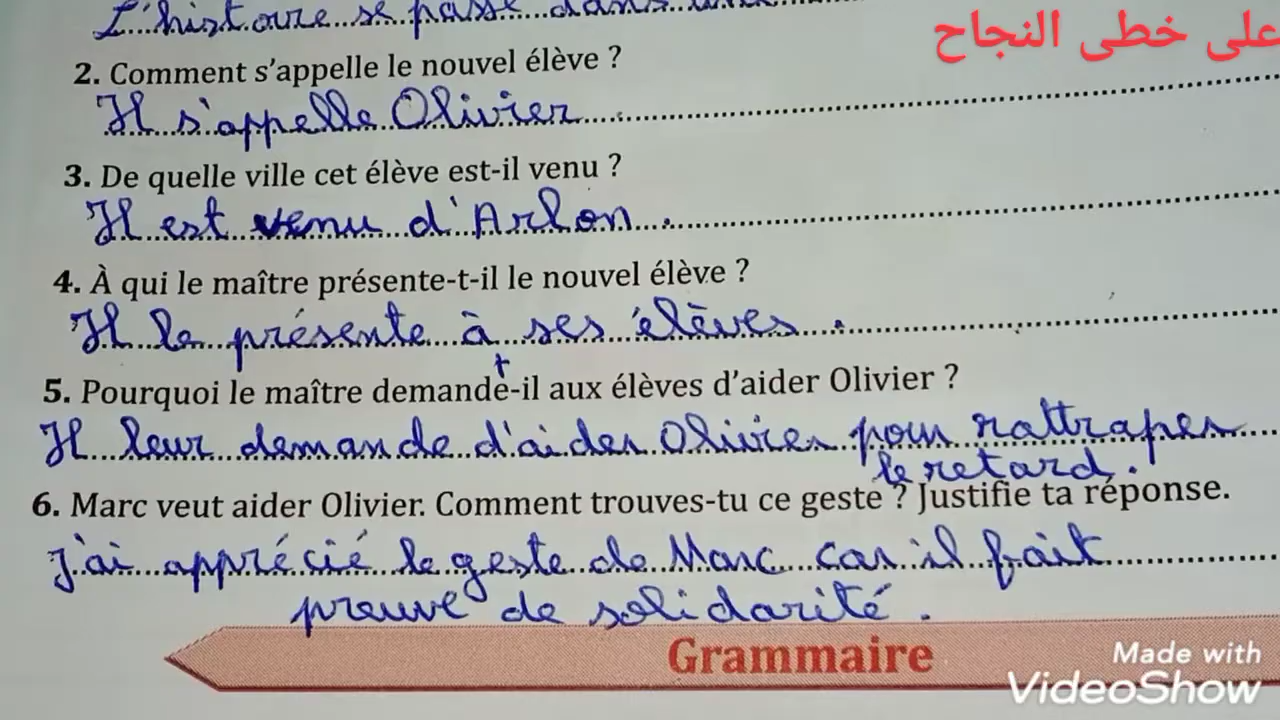 L'histoire se passe dans
على خطى النجاح
2. Comment s'appelle le nouvel élève ?
Il s'appelle Olivier.
3. De quelle ville cet élève est-il venu ?
Il est venu d'Arlon.
4. À qui le maître présente-t-il le nouvel élève ?
Il le présente à ses élèves.
t
5. Pourquoi le maître demande-il aux élèves d'aider Olivier ?
Il leur demande d'aider Olivier pour rattraper
le retard.
6. Marc veut aider Olivier. Comment trouves-tu ce geste ? Justifie ta réponse.
J'ai apprécié le geste de Marc car il fait
preuve de solidarité.
Grammaire
Made with
VideoShow